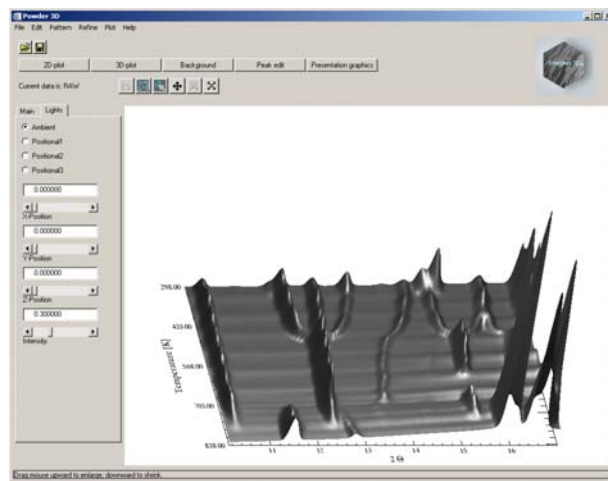 Powder 3D
File Edit Pattern Refine Plot Help
2D-plot 3D-plot Background Peak edit Presentation graphics
Current data is: RAW
Main Lights
Ambient
Positional1
Positional2
Positional3
0.000000
X-Position
0.000000
Y-Position
0.000000
Z-Position
0.300000
Intensity
298.00
433.00
568.00
703.00
838.00
Temperature [K]
11 12 13 14 15 16
2 Θ
Drag mouse upward to enlarge, downward to shrink.